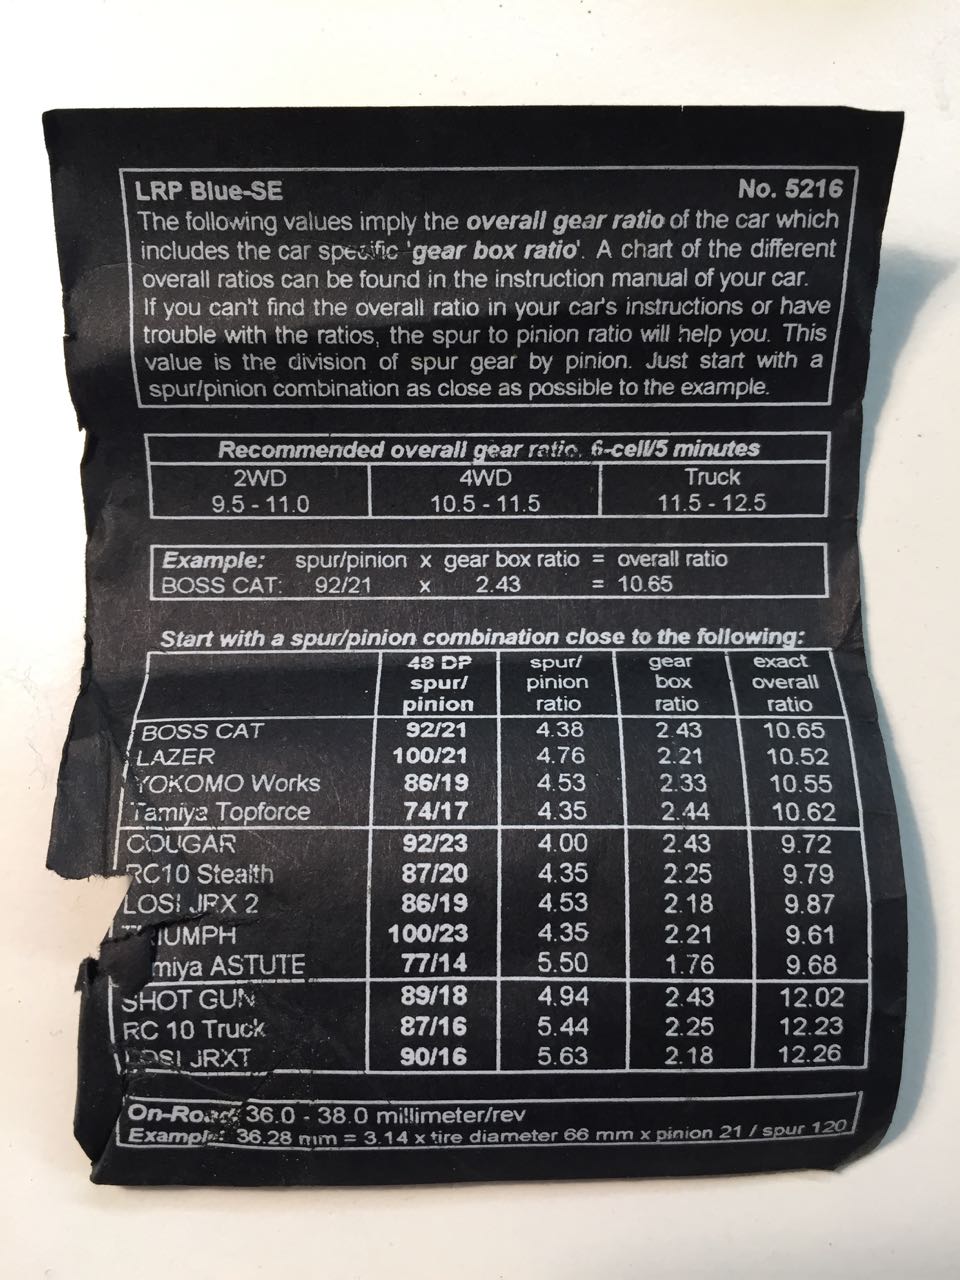 LRP Blue-SE No. 5216
The following values imply the overall gear ratio of the car which
includes the car specific 'gear box ratio'. A chart of the different
overall ratios can be found in the instruction manual of your car.
If you can't find the overall ratio in your car's instructions or have
trouble with the ratios, the spur to pinion ratio will help you. This
value is the division of spur gear by pinion. Just start with a
spur/pinion combination as close as possible to the example.
Recommended overall gear ratio, 6-cell/5 minutes
2WD 4WD Truck
9.5 - 11.0 10.5 - 11.5 11.5 - 12.5
Example: spur/pinion x gear box ratio = overall ratio
BOSS CAT: 92/21 x 2.43 = 10.65
Start with a spur/pinion combination close to the following:
48 DP spur/ gear exact
spur/ pinion box overall
pinion ratio ratio ratio
BOSS CAT 92/21 4.38 2.43 10.65
LAZER 100/21 4.76 2.21 10.52
YOKOMO Works 86/19 4.53 2.33 10.55
Tamiya Topforce 74/17 4.35 2.44 10.62
COUGAR 92/23 4.00 2.43 9.72
RC10 Stealth 87/20 4.35 2.25 9.79
LOSI JRX 2 86/19 4.53 2.18 9.87
TRIUMPH 100/23 4.35 2.21 9.61
miya ASTUTE 77/14 5.50 1.76 9.68
SHOT GUN 89/18 4.94 2.43 12.02
RC 10 Truck 87/16 5.44 2.25 12.23
LOSI JRXT 90/16 5.63 2.18 12.26
On-Road: 36.0 - 38.0 millimeter/rev
Example: 36.28 mm = 3.14 x tire diameter 66 mm x pinion 21 / spur 120